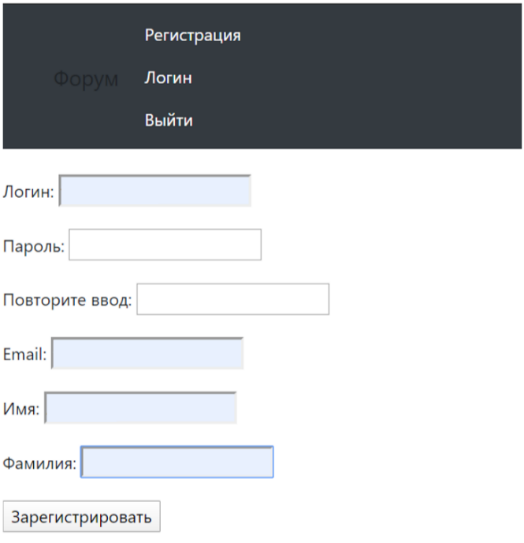 Регистрация
Форум
Логин
Выйти
Логин:
Пароль:
Повторите ввод:
Email:
Имя:
Фамилия:
Зарегистрировать